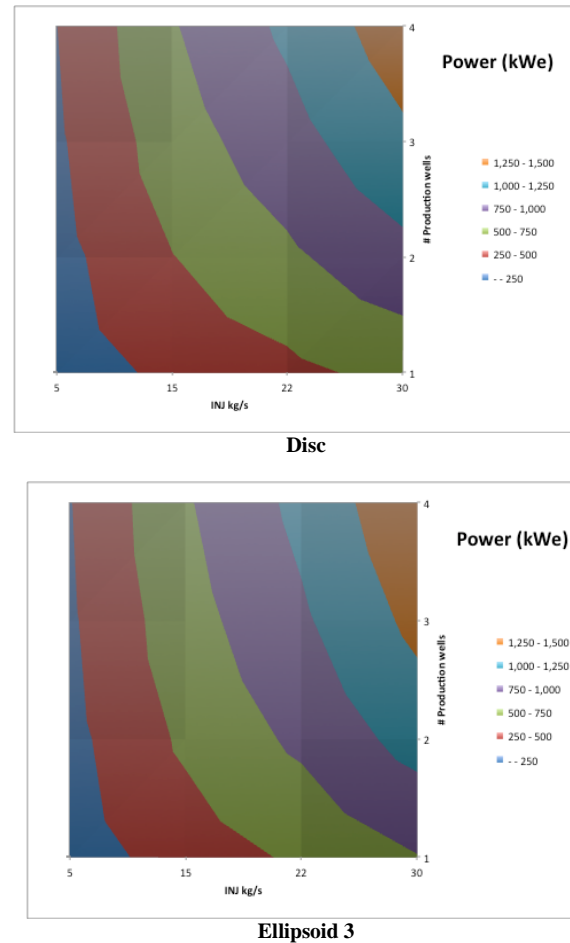 4
Power (kWe)
3
1,250 - 1,500
1,000 - 1,250
750 - 1,000
500 - 750
250 - 500
- - 250
# Production wells
2
1
5 15 22 30
INJ kg/s
Disc
4
Power (kWe)
3
1,250 - 1,500
1,000 - 1,250
750 - 1,000
500 - 750
250 - 500
- - 250
# Production wells
2
1
5 15 22 30
INJ kg/s
Ellipsoid 3